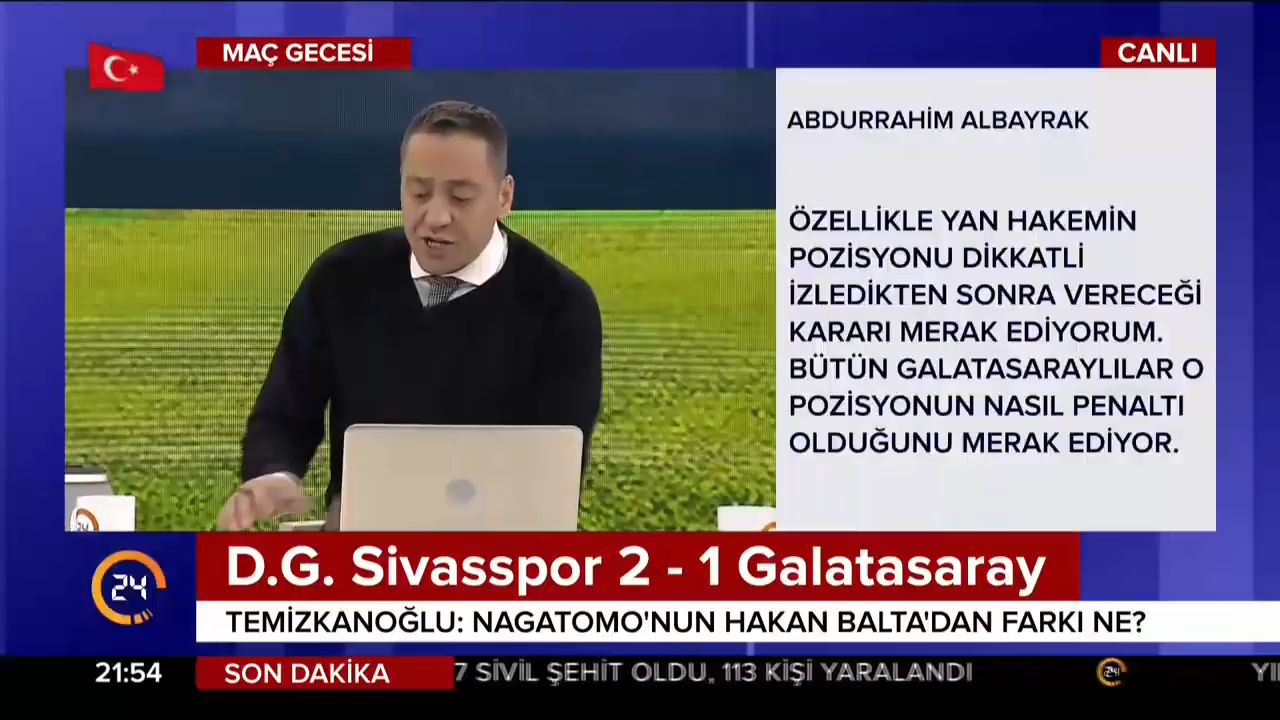 MAÇ GECESİ
CANLI
ABDURRAHİM ALBAYRAK
ÖZELLİKLE YAN HAKEMİN
POZİSYONU DİKKATLİ
İZLEDİKTEN SONRA VERECEĞİ
KARARI MERAK EDİYORUM.
BÜTÜN GALATASARAYLILAR O
POZİSYONUN NASIL PENALTI
OLDUĞUNU MERAK EDİYOR.
24
D.G. Sivasspor 2 - 1 Galatasaray
TEMİZKANOĞLU: NAGATOMO'NUN HAKAN BALTA'DAN FARKI NE?
21:54
SON DAKİKA
7 SİVİL ŞEHİT OLDU, 113 KİŞİ YARALANDI
24